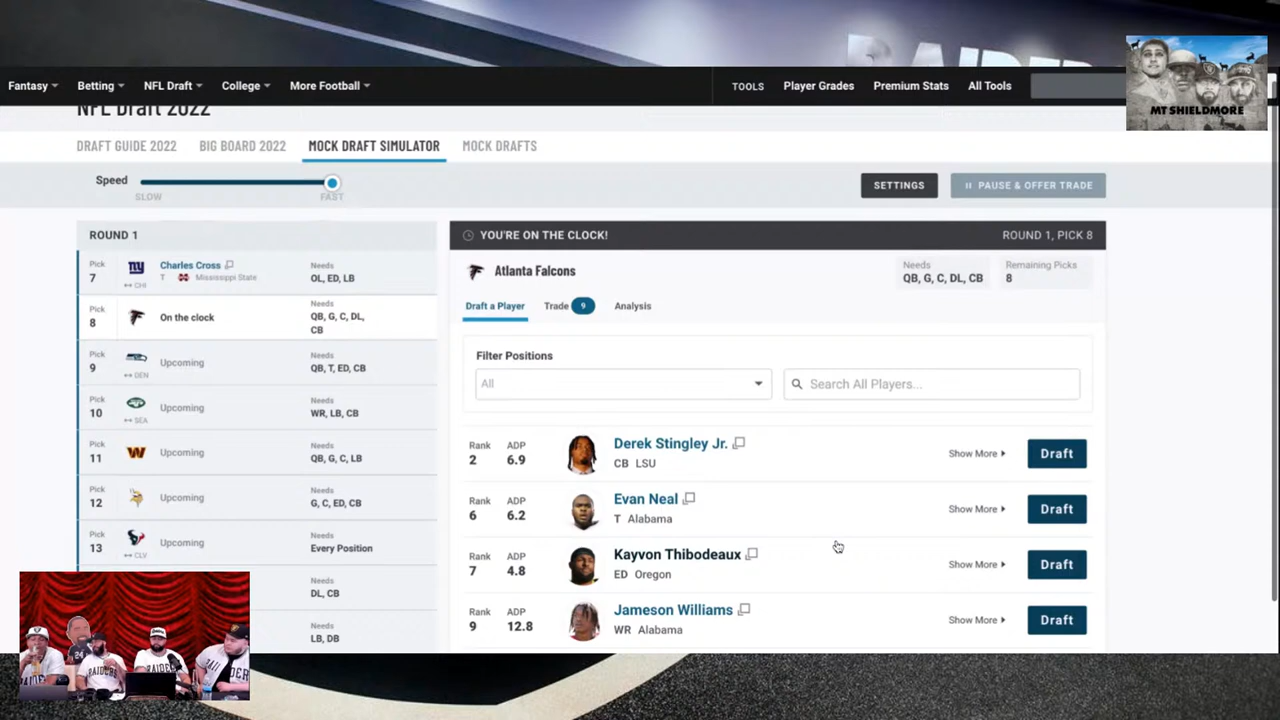 RAIDERS
MT SHIELDMORE
Fantasy
Betting
NFL Draft
College
More Football
TOOLS
Player Grades
Premium Stats
All Tools
NFL Draft 2022
DRAFT GUIDE 2022
BIG BOARD 2022
MOCK DRAFT SIMULATOR
MOCK DRAFTS
Speed
SLOW
FAST
SETTINGS
PAUSE & OFFER TRADE
ROUND 1
Pick 7
CHI
Charles Cross
T Mississippi State
Needs
OL, ED, LB
Pick 8
On the clock
Needs
QB, G, C, DL,
CB
Pick 9
DEN
Upcoming
Needs
QB, T, ED, CB
Pick 10
SEA
Upcoming
Needs
WR, LB, CB
Pick 11
Upcoming
Needs
QB, G, C, LB
Pick 12
Upcoming
Needs
G, C, ED, CB
Pick 13
CLV
Upcoming
Needs
Every Position
Needs
DL, CB
Needs
LB, DB
YOU'RE ON THE CLOCK!
ROUND 1, PICK 8
Atlanta Falcons
Needs
QB, G, C, DL, CB
Remaining Picks
8
Draft a Player
Trade 9
Analysis
Filter Positions
All
Search All Players...
Rank 2
ADP 6.9
Derek Stingley Jr.
CB LSU
Show More
Draft
Rank 6
ADP 6.2
Evan Neal
T Alabama
Show More
Draft
Rank 7
ADP 4.8
Kayvon Thibodeaux
ED Oregon
Show More
Draft
Rank 9
ADP 12.8
Jameson Williams
WR Alabama
Show More
Draft